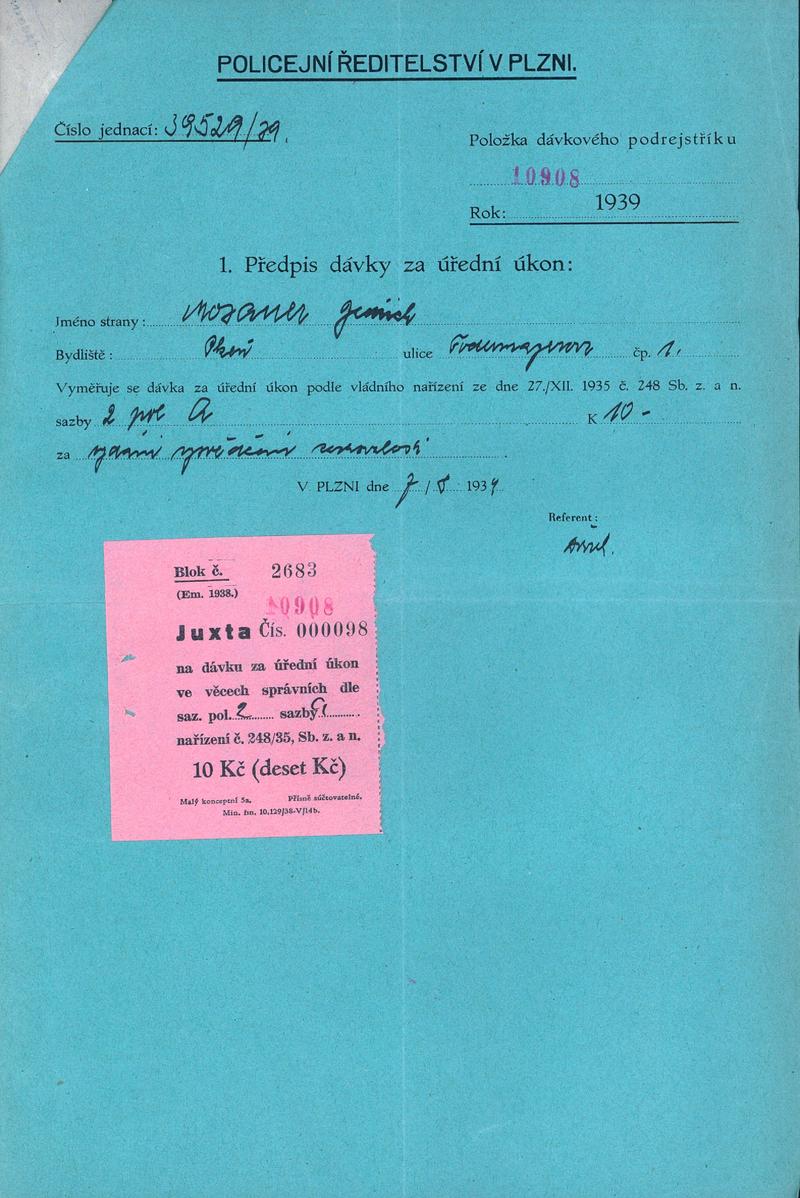 POLICEJNÍ ŘEDITELSTVÍ V PLZNI.
Číslo jednací: 39529/39.
Položka dávkového podrejstříku
10908
Rok: 1939
1. Předpis dávky za úřední úkon:
Jméno strany:
Bydliště: Plzeň ulice čp. 1.
Vyměřuje se dávka za úřední úkon podle vládního nařízení ze dne 27./XII. 1935 č. 248 Sb. z. a n.
sazby 2 pol A K 10 -
za vydání vysvědčení zachovalosti
V PLZNI dne 7/8 1939
Referent:
Blok č. 2683
(Em. 1938.)
10908
Juxta Čís. 000098
na dávku za úřední úkon
ve věcech správních dle
saz. pol. 2 sazby
nařízení č. 248/35, Sb. z. a n.
10 Kč (deset Kč)
Malý konceptní 5a. Přísně súčtovatelné.
Min. fin. 10.129/38-V/14b.